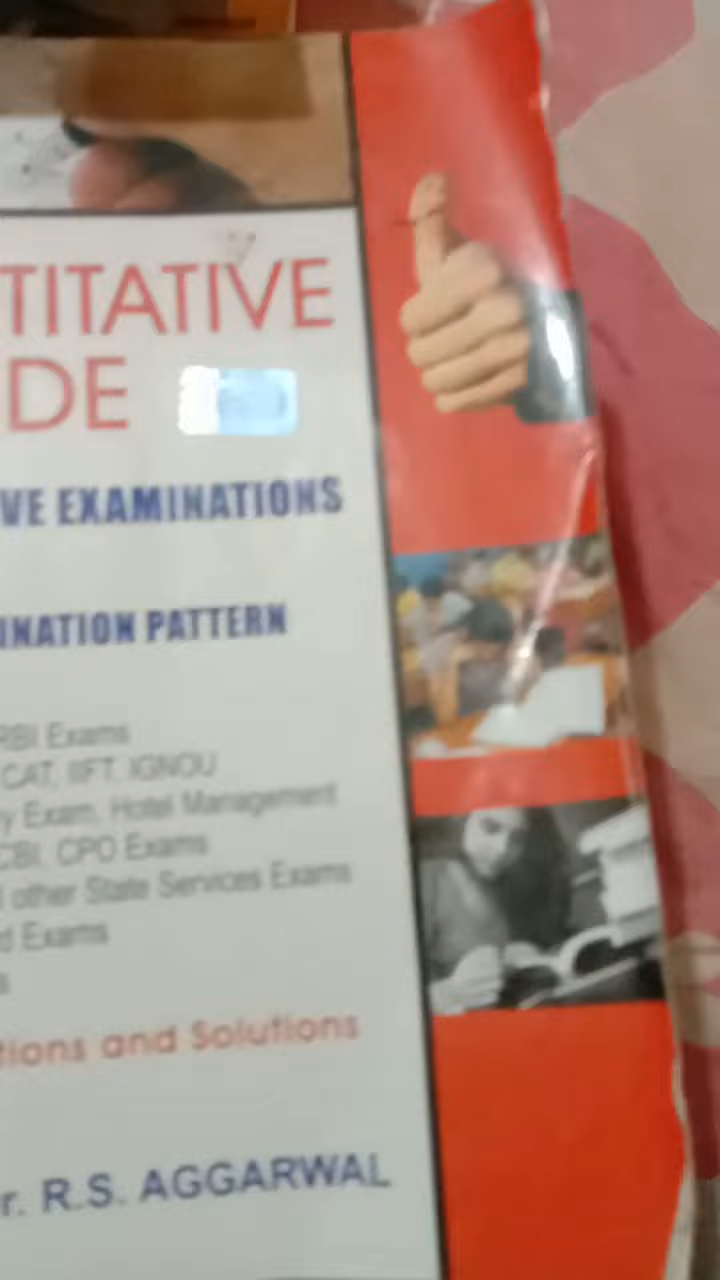 TITATIVE
DE
VE EXAMINATIONS
INATION PATTERN
RBI Exams
CAT, IIFT, IGNOU
y Exam, Hotel Management
CBI, CPO Exams
other State Services Exams
d Exams
s
tions and Solutions
r. R.S. AGGARWAL